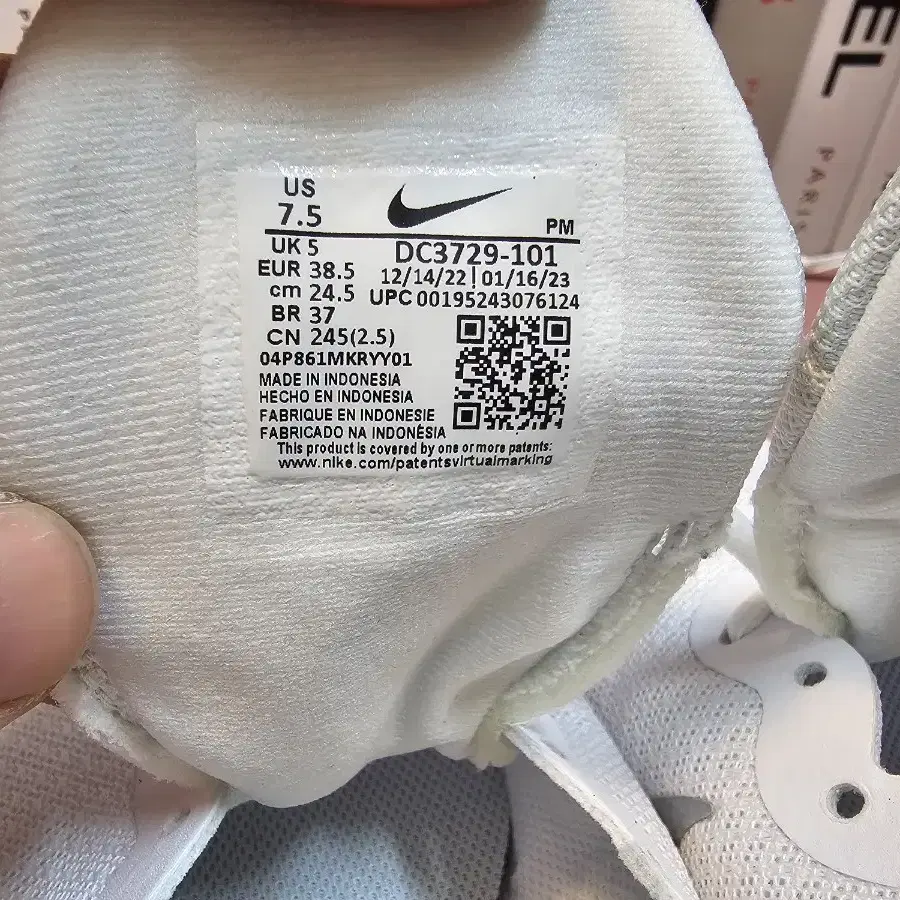 US
7.5
PM
UK 5
EUR 38.5
cm 24.5
BR 37
CN 245(2.5)
DC3729-101
12/14/22 | 01/16/23
UPC 00195243076124
04P861MKRYY01
MADE IN INDONESIA
HECHO EN INDONESIA
FABRIQUE EN INDONESIE
FABRICADO NA INDONÉSIA
This product is covered by one or more patents:
www.nike.com/patentsvirtualmarking
EL
PARI